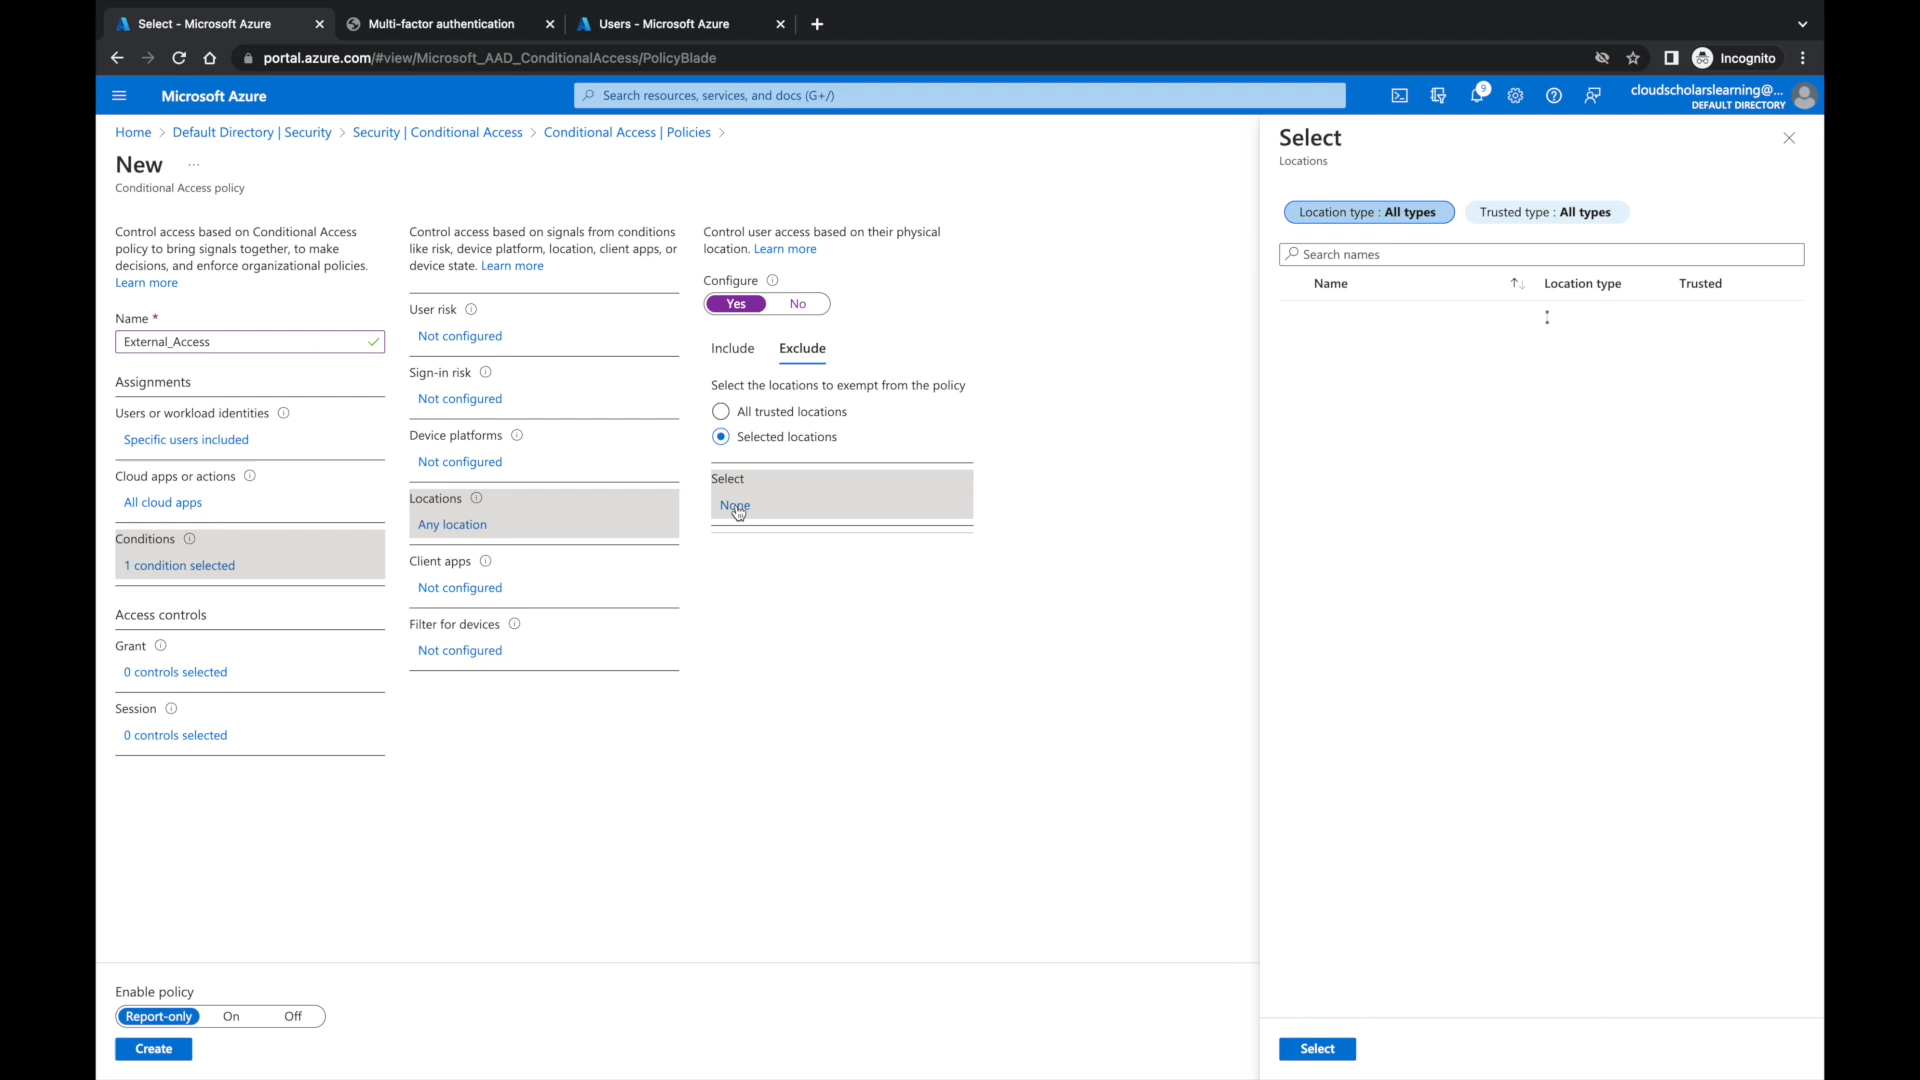 Select - Microsoft Azure
Multi-factor authentication
Users - Microsoft Azure
portal.azure.com/#view/Microsoft_AAD_ConditionalAccess/PolicyBlade
Incognito
Microsoft Azure
Search resources, services, and docs (G+/)
9
cloudscholarslearning@...
DEFAULT DIRECTORY
Home > Default Directory | Security > Security | Conditional Access > Conditional Access | Policies >
New ...
Conditional Access policy
Control access based on Conditional Access
policy to bring signals together, to make
decisions, and enforce organizational policies.
Learn more
Name *
External_Access
Assignments
Users or workload identities
Specific users included
Cloud apps or actions
All cloud apps
Conditions
1 condition selected
Access controls
Grant
0 controls selected
Session
0 controls selected
Control access based on signals from conditions
like risk, device platform, location, client apps, or
device state. Learn more
User risk
Not configured
Sign-in risk
Not configured
Device platforms
Not configured
Locations
Any location
Client apps
Not configured
Filter for devices
Not configured
Control user access based on their physical
location. Learn more
Configure
Yes No
Include Exclude
Select the locations to exempt from the policy
All trusted locations
Selected locations
Select
None
Enable policy
Report-only On Off
Create
Select
Locations
Location type : All types Trusted type : All types
Search names
Name Location type Trusted
Select